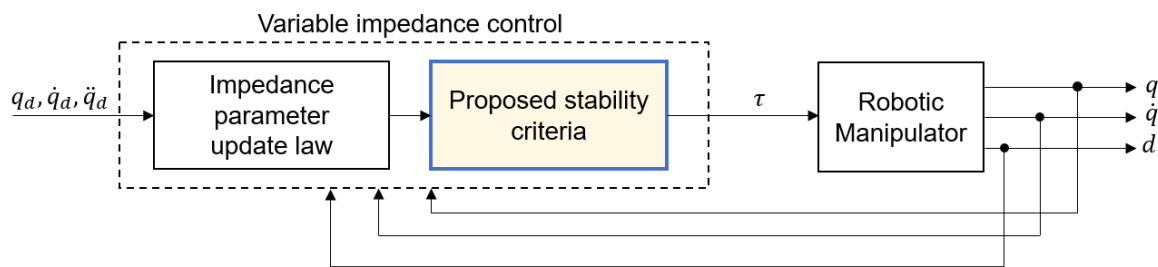 Variable impedance control
q_d, q̇_d, q̈_d
Impedance
parameter
update law
Proposed stability
criteria
τ
Robotic
Manipulator
q
q̇
d